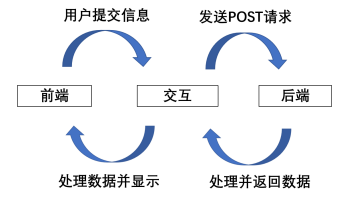 用户提交信息
发送POST请求
前端
交互
后端
处理数据并显示
处理并返回数据